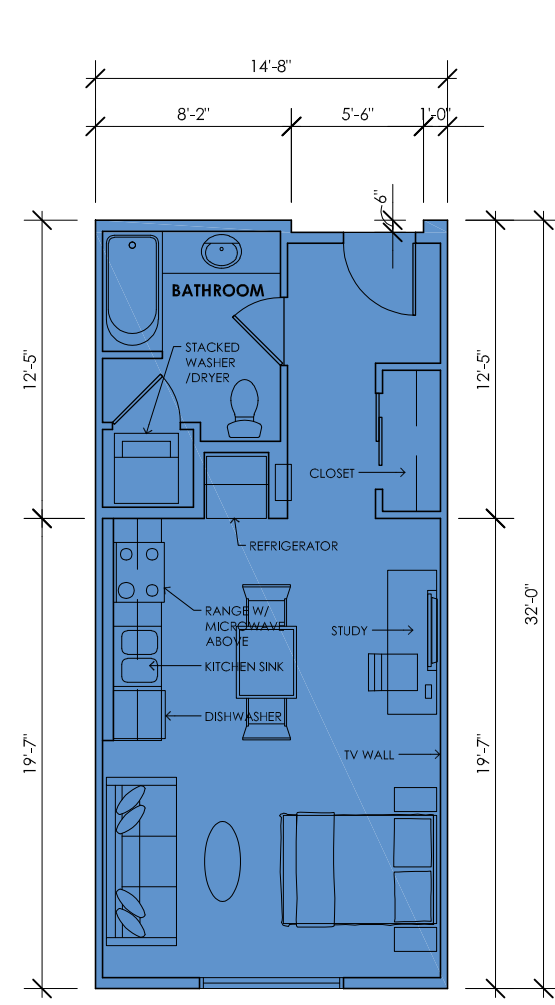 14'-8"
8'-2"
5'-6"
1'-0"
6"
BATHROOM
STACKED
WASHER
/DRYER
12'-5"
12'-5"
CLOSET
REFRIGERATOR
32'-0"
RANGE W/
MICROWAVE
ABOVE
STUDY
KITCHEN SINK
DISHWASHER
19'-7"
TV WALL
19'-7"